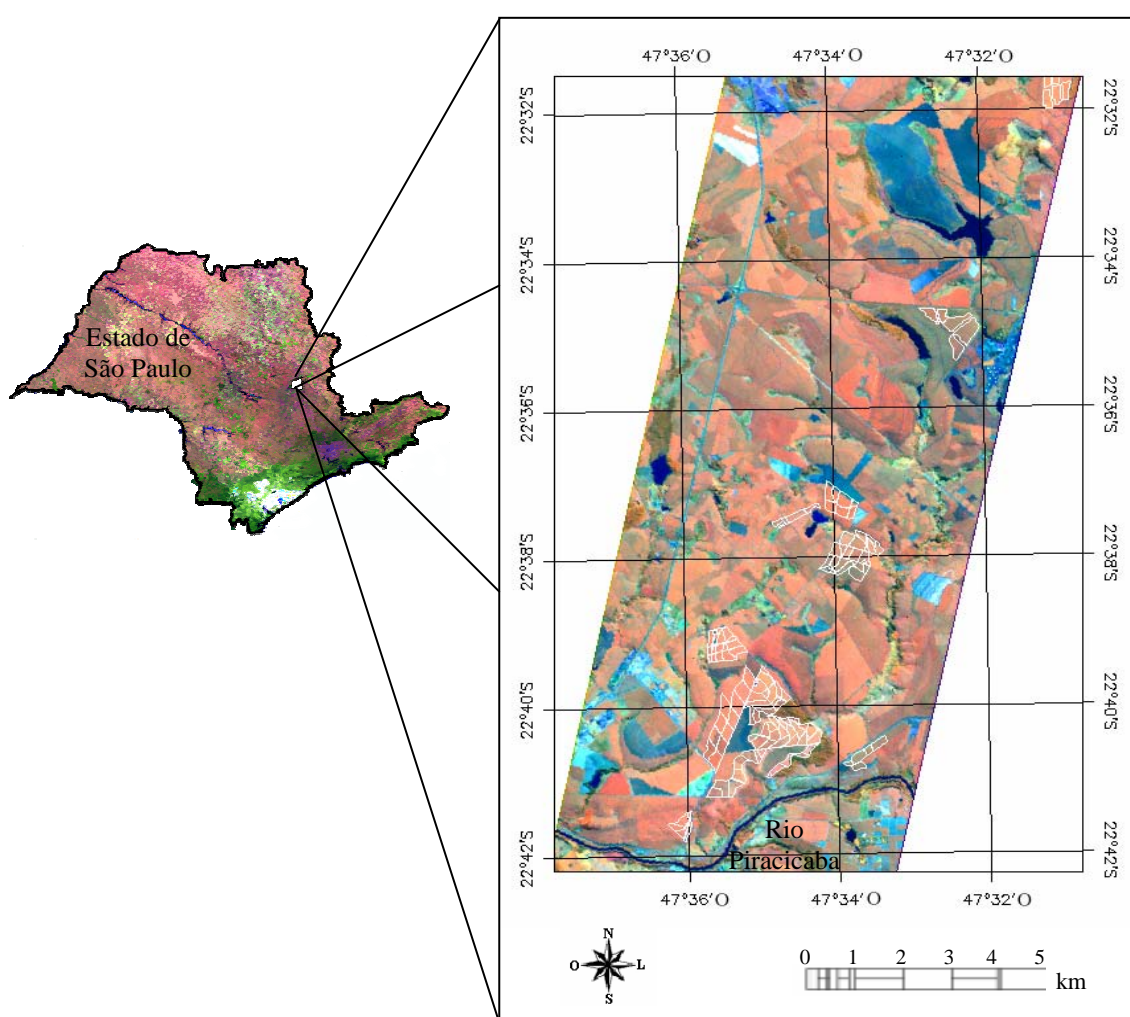 47°36'O 47°34'O 47°32'O
22°32'S 22°32'S
22°34'S 22°34'S
Estado de
São Paulo
22°36'S 22°36'S
22°38'S 22°38'S
22°40'S 22°40'S
Rio
Piracicaba
22°42'S 22°42'S
47°36'O 47°34'O 47°32'O
N
O L
S
0 1 2 3 4 5
km